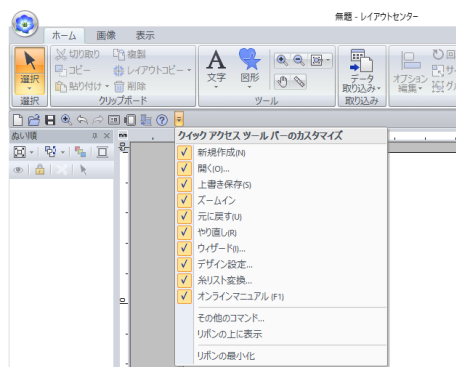 無題 - レイアウトセンター
ホーム 画像 表示
選択
切り取り 複製
コピー レイアウトコピー
貼り付け 削除
A
文字 図形
データ
取り込み
オプション
編集
選択 クリップボード ツール 取り込み
ぬい順
クイック アクセス ツール バーのカスタマイズ
新規作成(N)
開く(O)...
上書き保存(S)
ズームイン
元に戻す(U)
やり直し(R)
ウィザード(I)...
デザイン設定...
糸リスト変換...
オンラインマニュアル (F1)
その他のコマンド...
リボンの上に表示
リボンの最小化